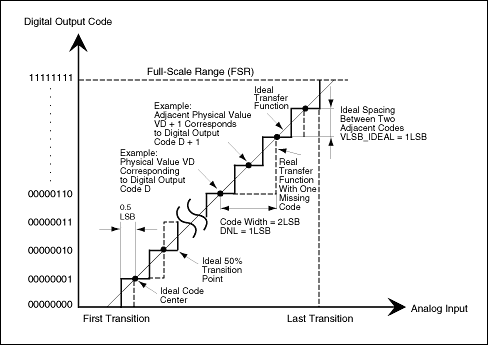 Digital Output Code
11111111
Full-Scale Range (FSR)
Ideal
Transfer
Function
Example:
Adjacent Physical Value
VD + 1 Corresponds
to Digital Output
Code D + 1
Ideal Spacing
Between Two
Adjacent Codes
VLSB_IDEAL = 1LSB
Example:
Physical Value VD
Corresponding
to Digital Output
Code D
Real
Transfer
Function
With One
Missing
Code
00000110
0.5
LSB
Code Width = 2LSB
DNL = 1LSB
00000011
00000010
Ideal 50%
Transition
Point
00000001
Ideal Code
Center
00000000
Analog Input
First Transition
Last Transition